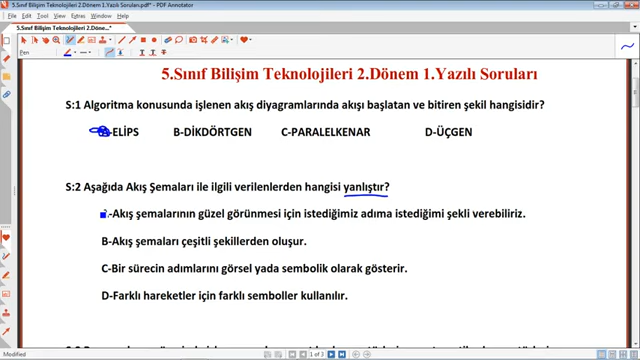 5.Sınıf Bilişim Teknolojileri 2.Dönem 1.Yazılı Soruları.pdf* - PDF Annotator
File Edit Insert View Tools Window Help
5.Sınıf Bilişim Teknolojileri 2.Döne...*
Pen
5.Sınıf Bilişim Teknolojileri 2.Dönem 1.Yazılı Soruları
S:1 Algoritma konusunda işlenen akış diyagramlarında akışı başlatan ve bitiren şekil hangisidir?
-ELİPS B-DİKDÖRTGEN C-PARALELKENAR D-ÜÇGEN
S:2 Aşağıda Akış Şemaları ile ilgili verilenlerden hangisi yanlıştır?
-Akış şemalarının güzel görünmesi için istediğimiz adıma istediğimi şekli verebiliriz.
B-Akış şemaları çeşitli şekillerden oluşur.
C-Bir sürecin adımlarını görsel yada sembolik olarak gösterir.
D-Farklı hareketler için farklı semboller kullanılır.
Modified
1 of 3